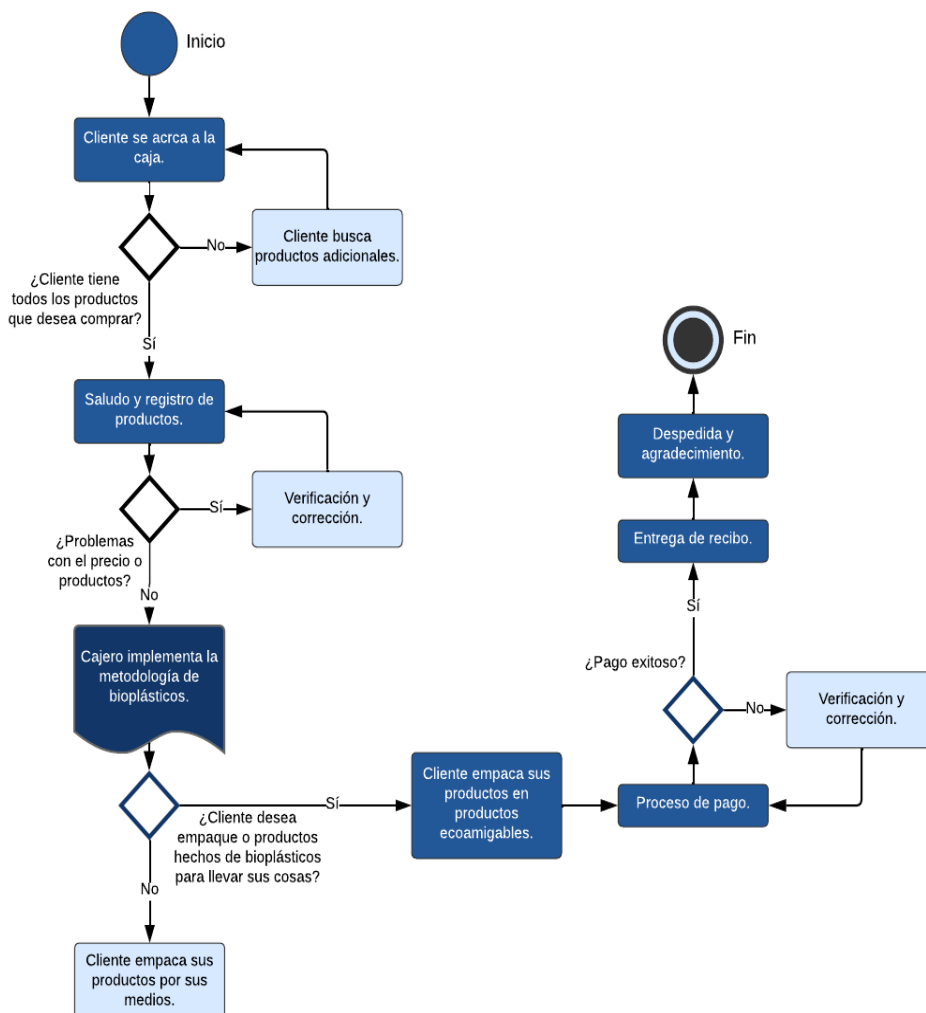 Inicio
Cliente se acrca a la
caja.
No
Cliente busca
productos adicionales.
¿Cliente tiene
todos los productos
que desea comprar?
Sí
Saludo y registro de
productos.
Sí
Verificación y
corrección.
¿Problemas
con el precio o
productos?
No
Cajero implementa la
metodología de
bioplásticos.
Sí
¿Cliente desea
empaque o productos
hechos de bioplásticos
para llevar sus cosas?
No
Cliente empaca sus
productos por sus
medios.
Cliente empaca sus
productos en
productos
ecoamigables.
Proceso de pago.
¿Pago exitoso?
No
Verificación y
corrección.
Sí
Entrega de recibo.
Despedida y
agradecimiento.
Fin